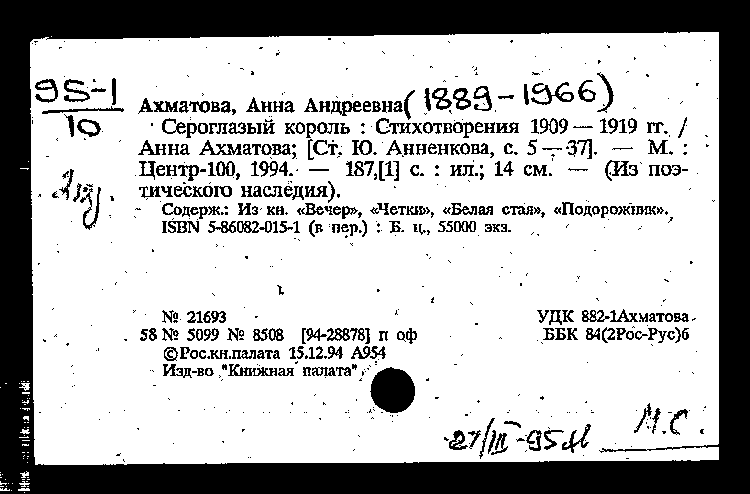 95-1
10
Ахматова, Анна Андреевна (1889-1966)
Сероглазый король : Стихотворения 1909 — 1919 гг. /
Анна Ахматова; [Ст. Ю. Анненкова, с. 5 — 37]. — М. :
Центр-100, 1994. — 187,[1] с. : ил.; 14 см. — (Из поэ-
тического наследия).
Содерж.: Из кн. «Вечер», «Четки», «Белая стая», «Подорожник».
ISBN 5-86082-015-1 (в пер.) : Б. ц., 55000 экз.
№ 21693
УДК 882-1Ахматова
58 № 5099 № 8508 [94-28878] п оф
ББК 84(2Рос-Рус)6
©Рос.кн.палата 15.12.94 А954
Изд-во "Книжная палата"
27/III-95
М.С.